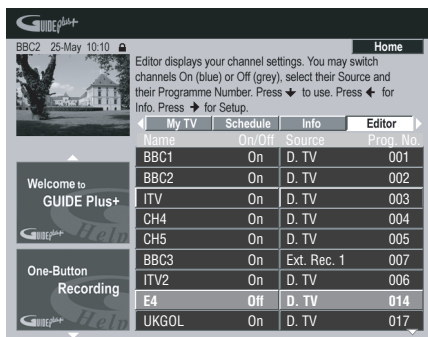 GUIDE Plus+
BBC2 25-May 10:10
Home
Editor displays your channel settings. You may switch
channels On (blue) or Off (grey), select their Source and
their Programme Number. Press to use. Press for
Info. Press for Setup.
My TV Schedule Info Editor
Name On/Off Source Prog. No.
BBC1 On D. TV 001
BBC2 On D. TV 002
ITV On D. TV 003
CH4 On D. TV 004
CH5 On D. TV 005
BBC3 On Ext. Rec. 1 007
ITV2 On D. TV 006
E4 Off D. TV 014
UKGOL On D. TV 017
Welcome to
GUIDE Plus+
GUIDE Plus+ Help
One-Button
Recording
GUIDE Plus+ Help